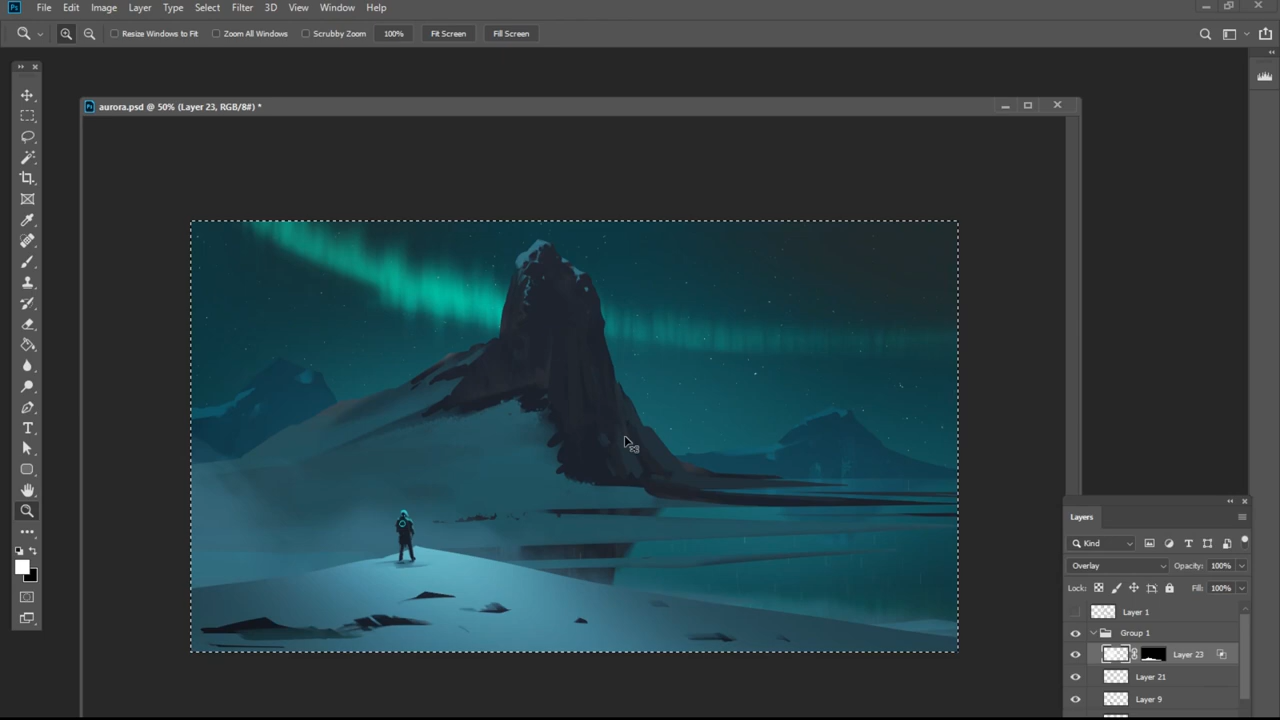 Ps File Edit Image Layer Type Select Filter 3D View Window Help
Resize Windows to Fit Zoom All Windows Scrubby Zoom 100% Fit Screen Fill Screen
Ps aurora.psd @ 50% (Layer 23, RGB/8#) *
Layers
Kind
Overlay Opacity: 100%
Lock: Fill: 100%
Layer 1
Group 1
Layer 23
Layer 21
Layer 9